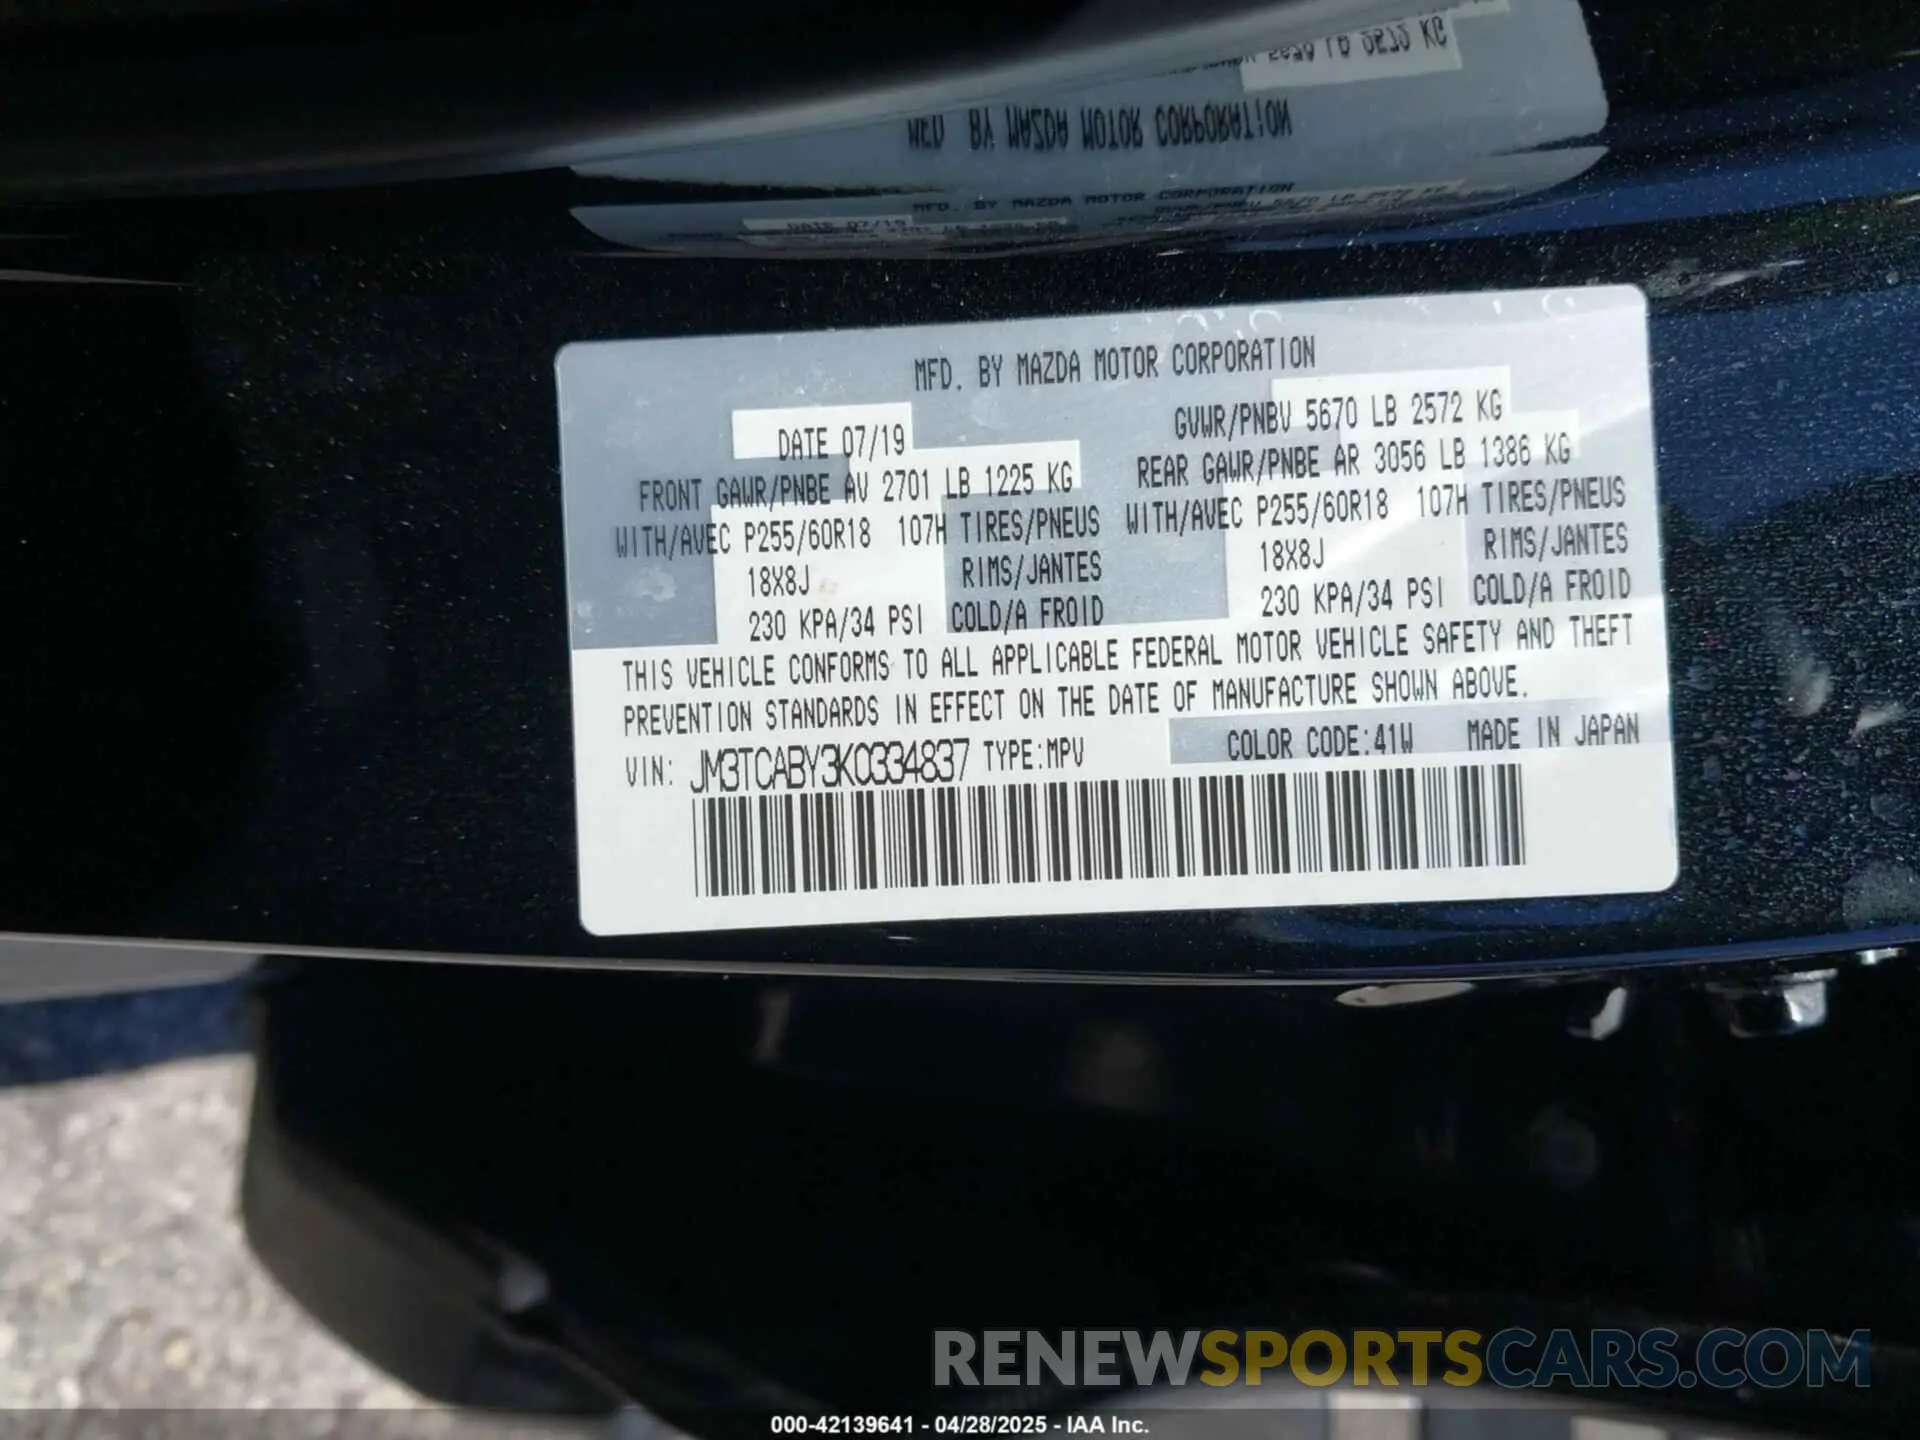 MFD. BY MAZDA MOTOR CORPORATION
DATE 07/19
GVWR/PNBV 5670 LB 2572 KG
FRONT GAWR/PNBE AV 2701 LB 1225 KG
REAR GAWR/PNBE AR 3056 LB 1386 KG
WITH/AVEC P255/60R18 107H TIRES/PNEUS
WITH/AVEC P255/60R18 107H TIRES/PNEUS
18X8J RIMS/JANTES
18X8J RIMS/JANTES
230 KPA/34 PSI COLD/A FROID
230 KPA/34 PSI COLD/A FROID
THIS VEHICLE CONFORMS TO ALL APPLICABLE FEDERAL MOTOR VEHICLE SAFETY AND THEFT
PREVENTION STANDARDS IN EFFECT ON THE DATE OF MANUFACTURE SHOWN ABOVE.
VIN: JM3TCABY3K0334837 TYPE:MPV
COLOR CODE:41W MADE IN JAPAN
RENEWSPORTSCARS.COM
000-42139641 - 04/28/2025 - IAA Inc.